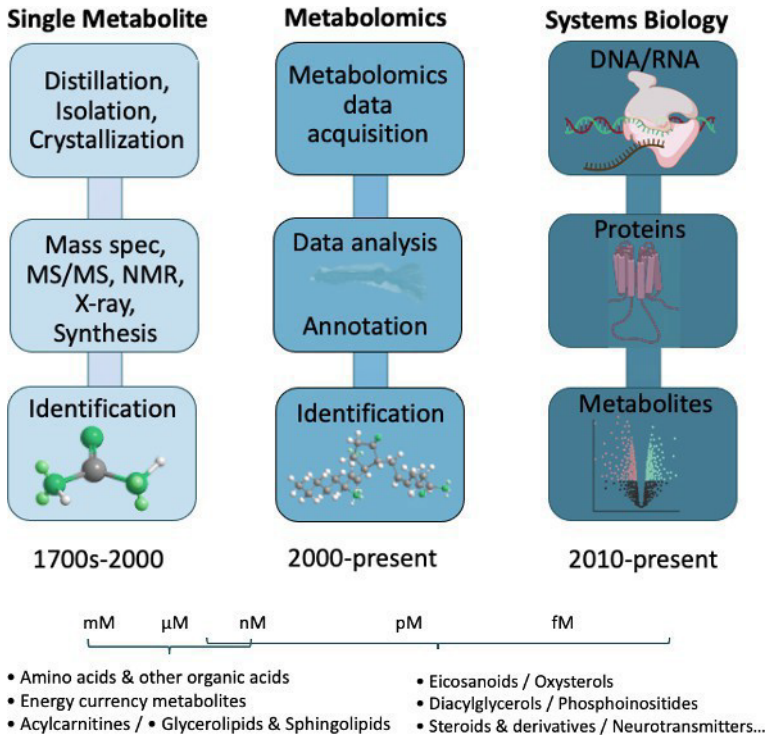 Single Metabolite
Distillation,
Isolation,
Crystallization
Mass spec,
MS/MS, NMR,
X-ray,
Synthesis
Identification
1700s-2000
Metabolomics
Metabolomics
data
acquisition
Data analysis
Annotation
Identification
2000-present
Systems Biology
DNA/RNA
Proteins
Metabolites
2010-present
mM μM nM pM fM
• Amino acids & other organic acids
• Energy currency metabolites
• Acylcarnitines / • Glycerolipids & Sphingolipids
• Eicosanoids / Oxysterols
• Diacylglycerols / Phosphoinositides
• Steroids & derivatives / Neurotransmitters...